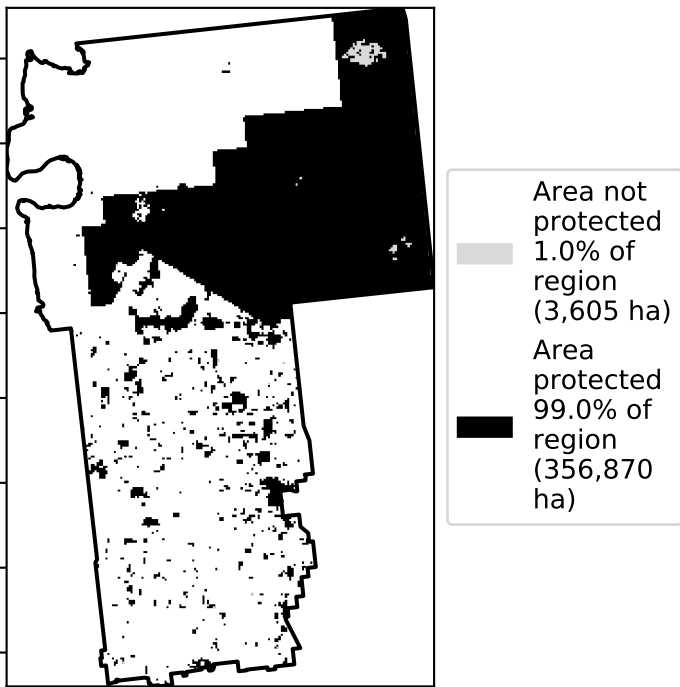 Area not
protected
1.0% of
region
(3,605 ha)
Area
protected
99.0% of
region
(356,870
ha)